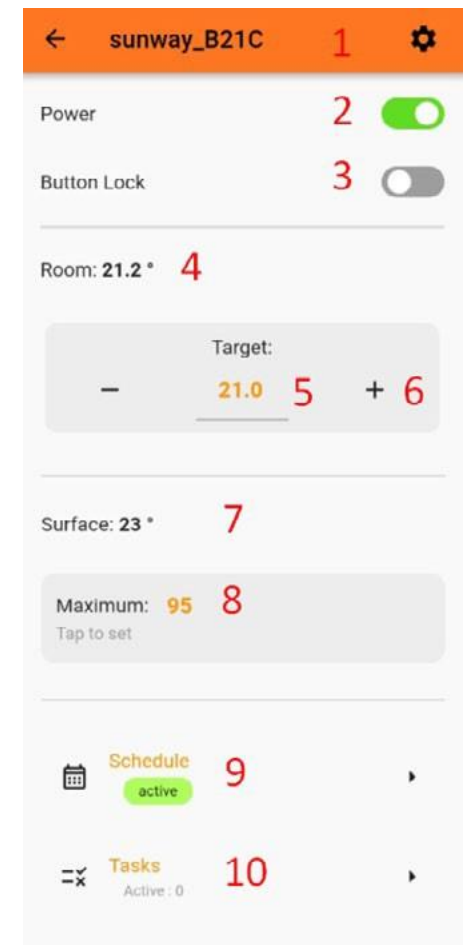 sunway_B21C 1
Power 2
Button Lock 3
Room: 21.2 ° 4
Target:
− 21.0 5 + 6
Surface: 23 ° 7
Maximum: 95 8
Tap to set
Schedule 9
active
Tasks 10
Active : 0